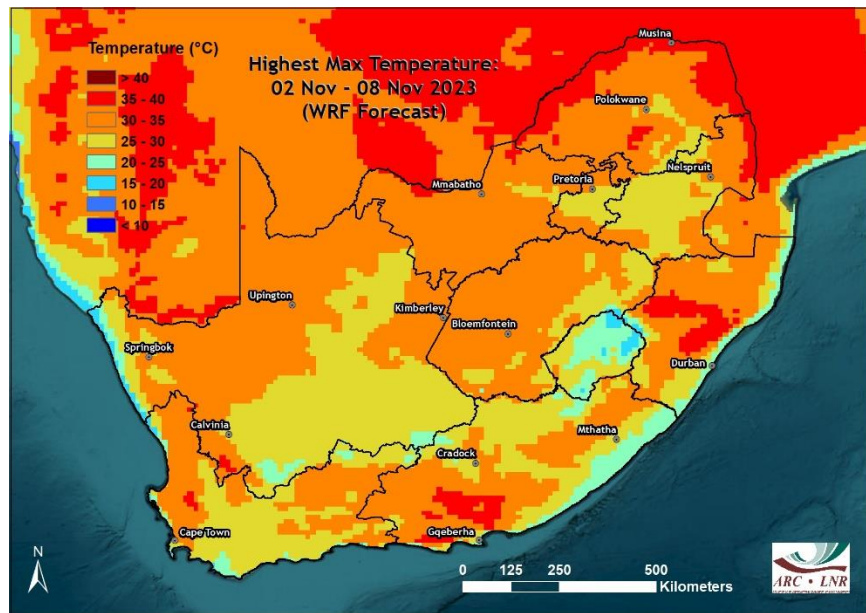 Temperature (°C)
> 40
35 - 40
30 - 35
25 - 30
20 - 25
15 - 20
10 - 15
< 10
Highest Max Temperature:
02 Nov - 08 Nov 2023
(WRF Forecast)
Musina
Polokwane
Nelspruit
Pretoria
Mmabatho
Upington
Kimberley
Bloemfontein
Springbok
Durban
Calvinia
Mthatha
Cradock
Cape Town
Gqeberha
N
0 125 250 500
Kilometers
ARC • LNR